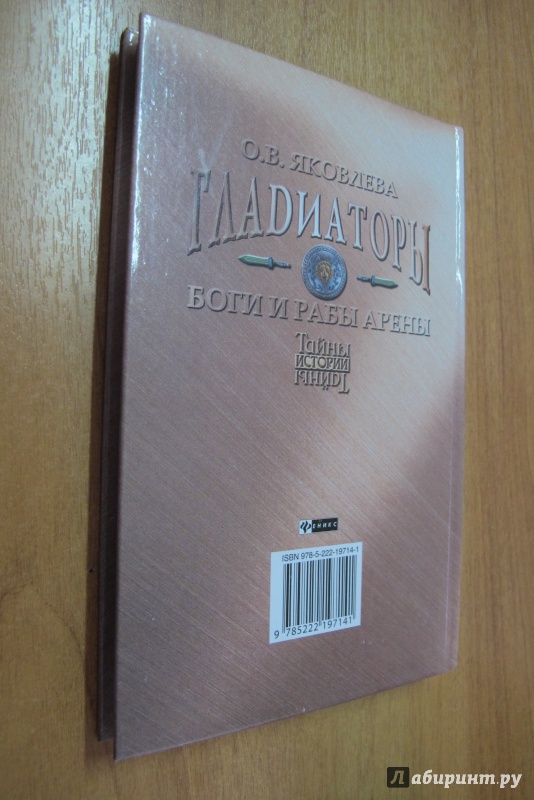 О.В. ЯКОВЛЕВА
ГЛАДИАТОРЫ
БОГИ И РАБЫ АРЕНЫ
Тайны
ИСТОРИИ
Тайны
ФЕНИКС
ISBN 978-5-222-19714-1
9 785222 197141
Лабиринт.ру